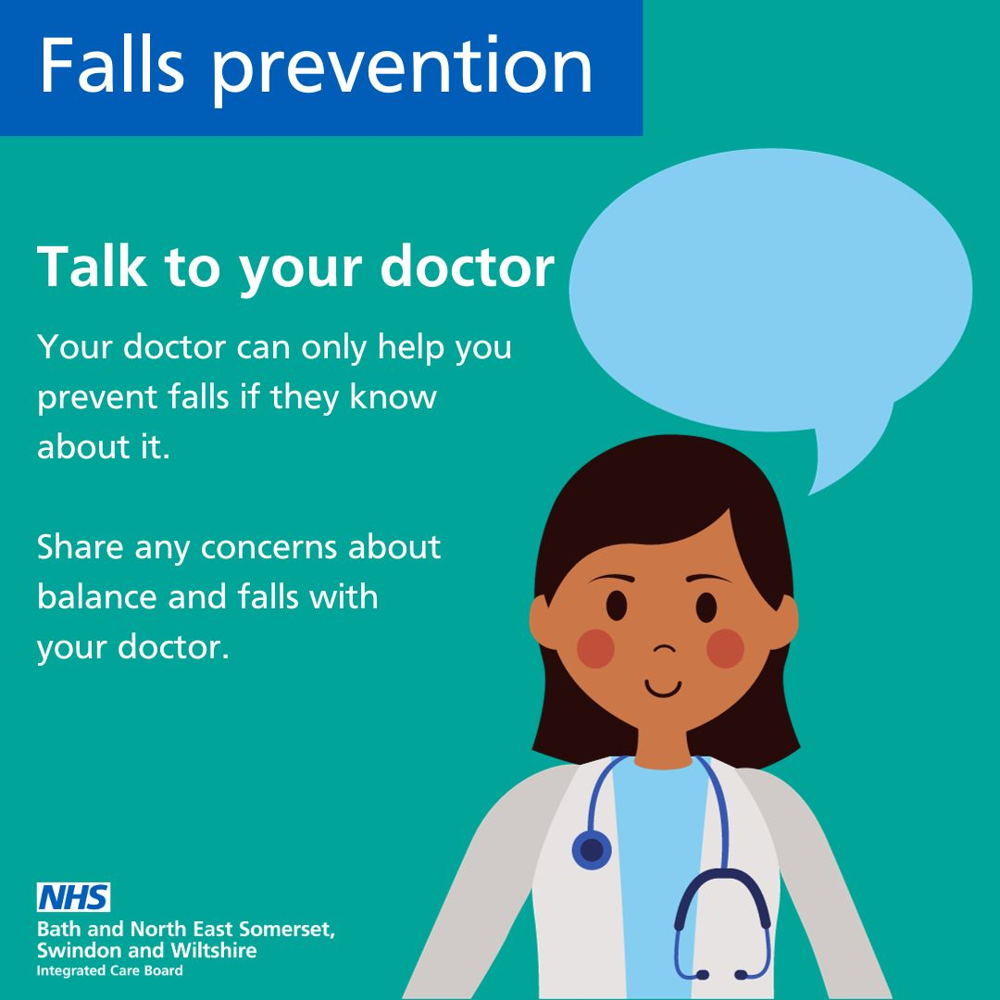 Falls prevention
Talk to your doctor
Your doctor can only help you
prevent falls if they know
about it.
Share any concerns about
balance and falls with
your doctor.
NHS
Bath and North East Somerset,
Swindon and Wiltshire
Integrated Care Board